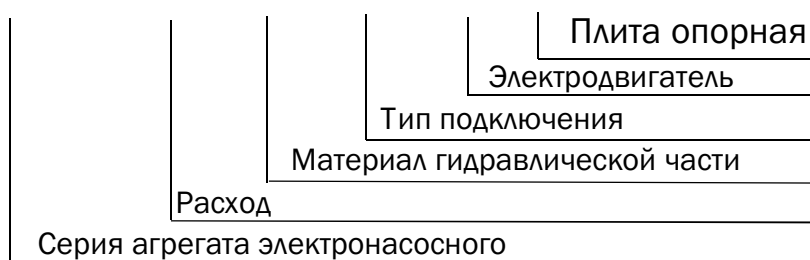 Плита опорная
Электродвигатель
Тип подключения
Материал гидравлической части
Расход
Серия агрегата электронасосного